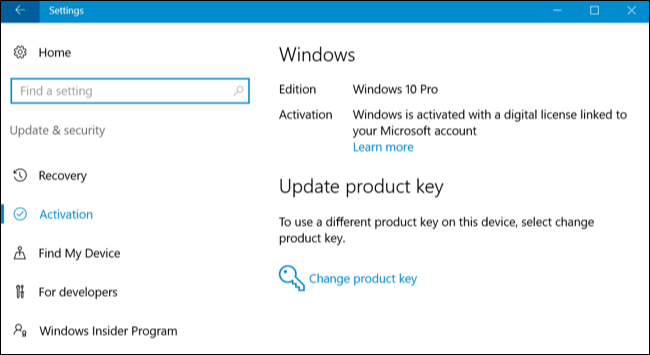 Settings
Home
Find a setting
Update & security
Recovery
Activation
Find My Device
For developers
Windows Insider Program
Windows
Edition Windows 10 Pro
Activation Windows is activated with a digital license linked to
your Microsoft account
Learn more
Update product key
To use a different product key on this device, select change
product key.
Change product key